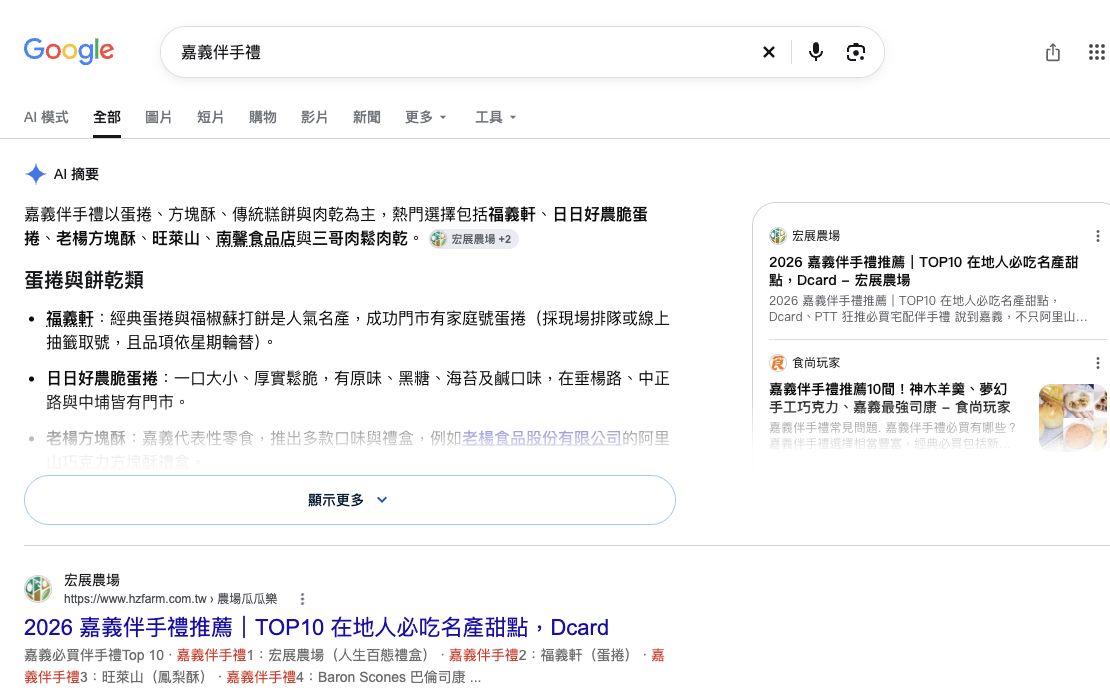 Google
嘉義伴手禮
AI 模式 全部 圖片 短片 購物 影片 新聞 更多 工具
AI 摘要
嘉義伴手禮以蛋捲、方塊酥、傳統糕餅與肉乾為主，熱門選擇包括福義軒、日日好農脆蛋
捲、老楊方塊酥、旺萊山、南馨食品店與三哥肉鬆肉乾。 宏展農場 +2
蛋捲與餅乾類
• 福義軒：經典蛋捲與福椒蘇打餅是人氣名產，成功門市有家庭號蛋捲（採現場排隊或線上
抽籤取號，且品項依星期輪替）。
• 日日好農脆蛋捲：一口大小、厚實鬆脆，有原味、黑糖、海苔及鹹口味，在垂楊路、中正
路與中埔皆有門市。
• 老楊方塊酥：嘉義代表性零食，推出多款口味與禮盒，例如老楊食品股份有限公司的阿里
山巧克力方塊酥禮盒。
顯示更多
宏展農場
2026 嘉義伴手禮推薦｜TOP10 在地人必吃名產甜
點，Dcard – 宏展農場
2026 嘉義伴手禮推薦｜TOP10 在地人必吃名產甜點，
Dcard、PTT 狂推必買宅配伴手禮 說到嘉義，不只阿里山...
食尚玩家
嘉義伴手禮推薦10間！神木羊羹、夢幻
手工巧克力、嘉義最強司康 – 食尚玩家
嘉義伴手禮常見問題. 嘉義伴手禮必買有哪些？
嘉義伴手禮選擇相當豐富，經典必買包括新...
宏展農場
https://www.hzfarm.com.tw › 農場瓜瓜樂
2026 嘉義伴手禮推薦｜TOP10 在地人必吃名產甜點，Dcard
嘉義必買伴手禮Top 10 · 嘉義伴手禮1：宏展農場（人生百態禮盒） · 嘉義伴手禮2：福義軒（蛋捲） · 嘉
義伴手禮3：旺萊山（鳳梨酥） · 嘉義伴手禮4：Baron Scones 巴倫司康 ...